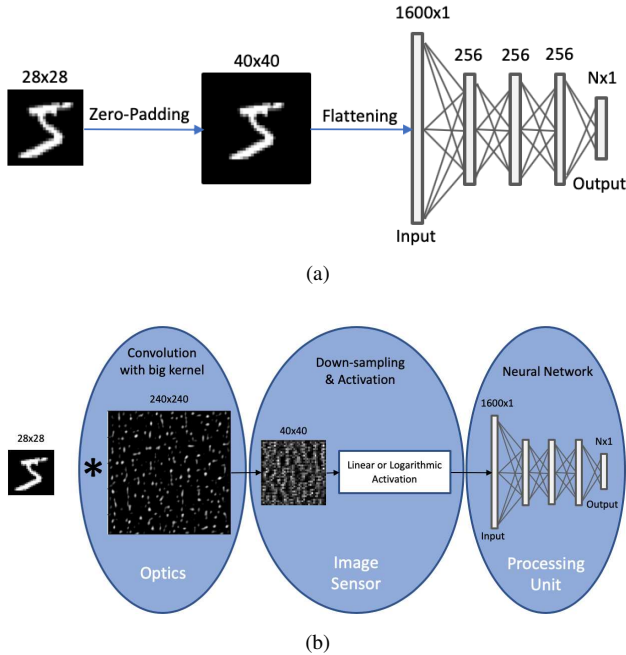 1600x1
28x28
40x40
256 256 256
Nx1
Zero-Padding
Flattening
Output
Input
(a)
Convolution
with big kernel
240x240
28x28
*
Optics
Down-sampling
& Activation
40x40
Linear or Logarithmic
Activation
Image
Sensor
Neural Network
1600x1
Nx1
Output
Input
Processing
Unit
(b)